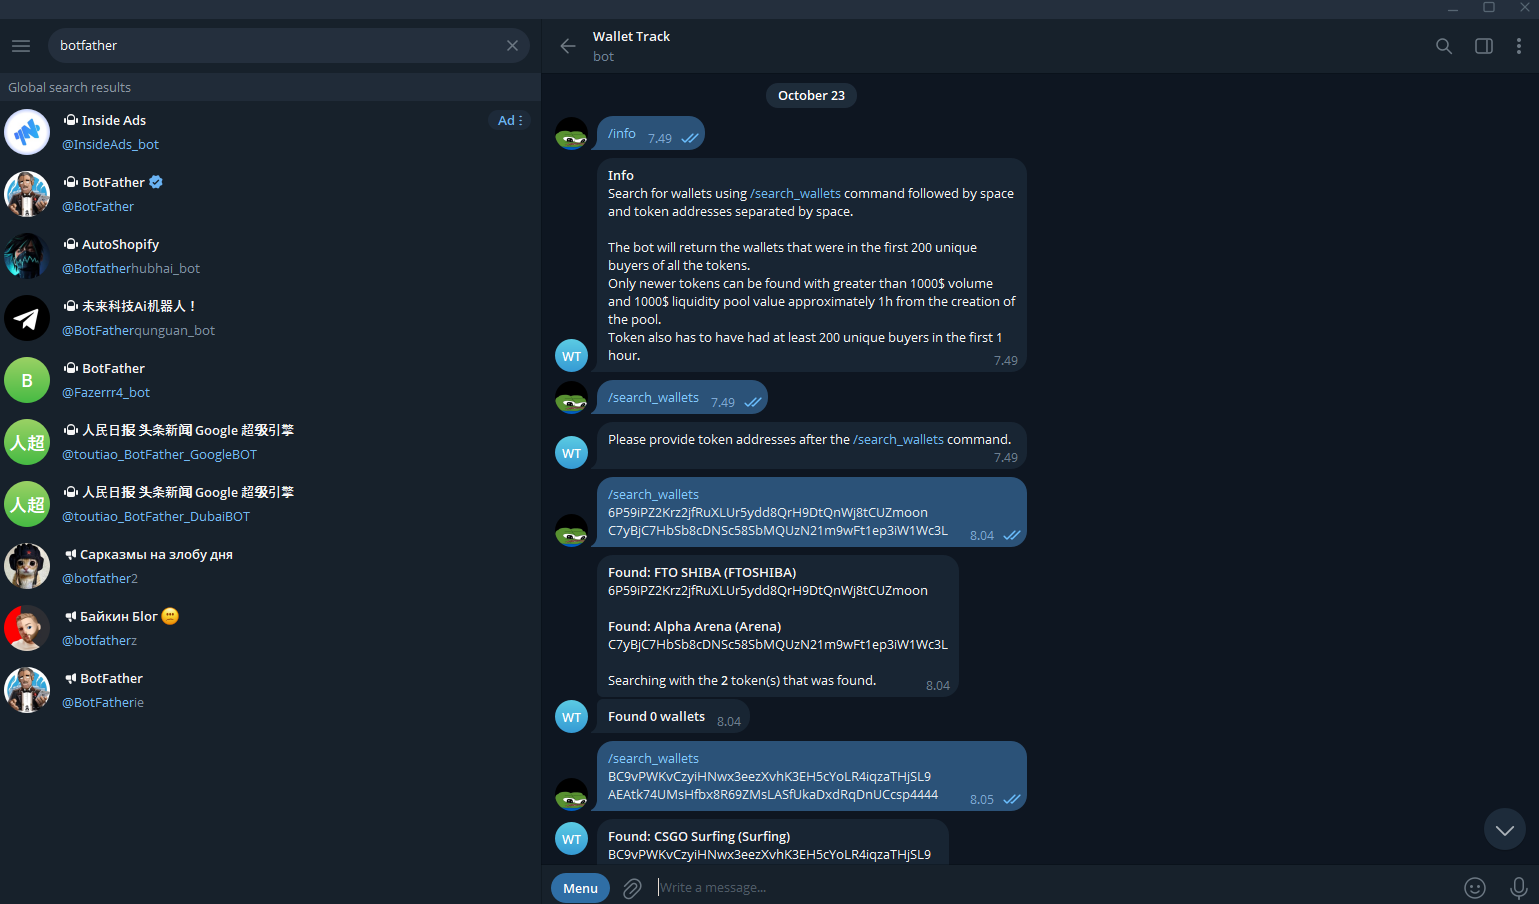 botfather
Global search results
Inside Ads
Ad
@InsideAds_bot
BotFather
@BotFather
AutoShopify
@Botfatherhubhai_bot
未来科技Ai机器人！
@BotFatherqunguan_bot
B
BotFather
@Fazerrr4_bot
人超
人民日报 头条新闻 Google 超级引擎
@toutiao_BotFather_GoogleBOT
人超
人民日报 头条新闻 Google 超级引擎
@toutiao_BotFather_DubaiBOT
Сарказмы на злобу дня
@botfather2
Байкин Бlог
@botfatherz
BotFather
@BotFatherie
Wallet Track
bot
October 23
/info 7.49
Info
Search for wallets using /search_wallets command followed by space
and token addresses separated by space.
The bot will return the wallets that were in the first 200 unique
buyers of all the tokens.
Only newer tokens can be found with greater than 1000$ volume
and 1000$ liquidity pool value approximately 1h from the creation of
the pool.
Token also has to have had at least 200 unique buyers in the first 1
hour.
7.49
WT
/search_wallets 7.49
Please provide token addresses after the /search_wallets command.
7.49
WT
/search_wallets
6P59iPZ2Krz2jfRuXLUr5ydd8QrH9DtQnWj8tCUZmoon
C7yBjC7HbSb8cDNSc58SbMQUzN21m9wFt1ep3iW1Wc3L 8.04
Found: FTO SHIBA (FTOSHIBA)
6P59iPZ2Krz2jfRuXLUr5ydd8QrH9DtQnWj8tCUZmoon
Found: Alpha Arena (Arena)
C7yBjC7HbSb8cDNSc58SbMQUzN21m9wFt1ep3iW1Wc3L
Searching with the 2 token(s) that was found. 8.04
WT
Found 0 wallets 8.04
/search_wallets
BC9vPWKvCzyiHNwx3eezXvhK3EH5cYoLR4iqzaTHjSL9
AEAtk74UMsHfbx8R69ZMsLASfUkaDxdRqDnUCcsp4444 8.05
WT
Found: CSGO Surfing (Surfing)
BC9vPWKvCzyiHNwx3eezXvhK3EH5cYoLR4iqzaTHjSL9
Menu
Write a message...